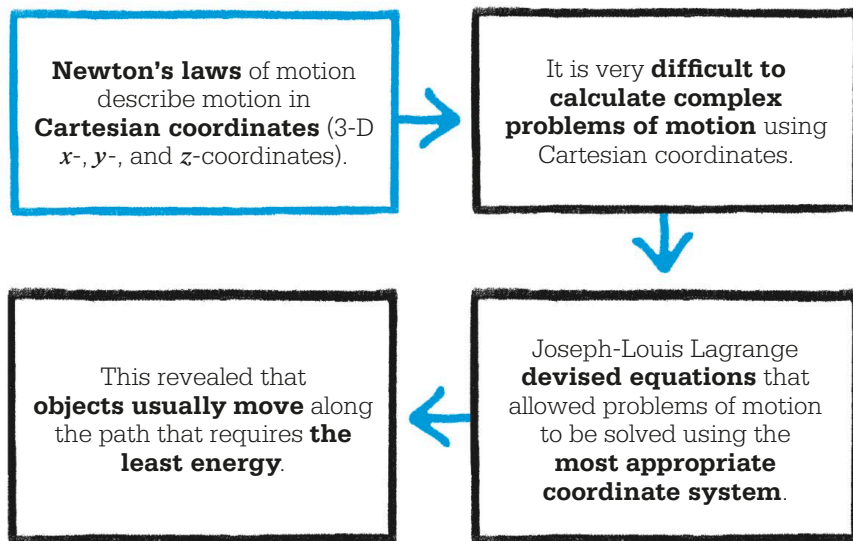 Newton’s laws of motion
describe motion in
Cartesian coordinates (3-D
x-, y-, and z-coordinates).
It is very difficult to
calculate complex
problems of motion using
Cartesian coordinates.
Joseph-Louis Lagrange
devised equations that
allowed problems of motion
to be solved using the
most appropriate
coordinate system.
This revealed that
objects usually move along
the path that requires the
least energy.